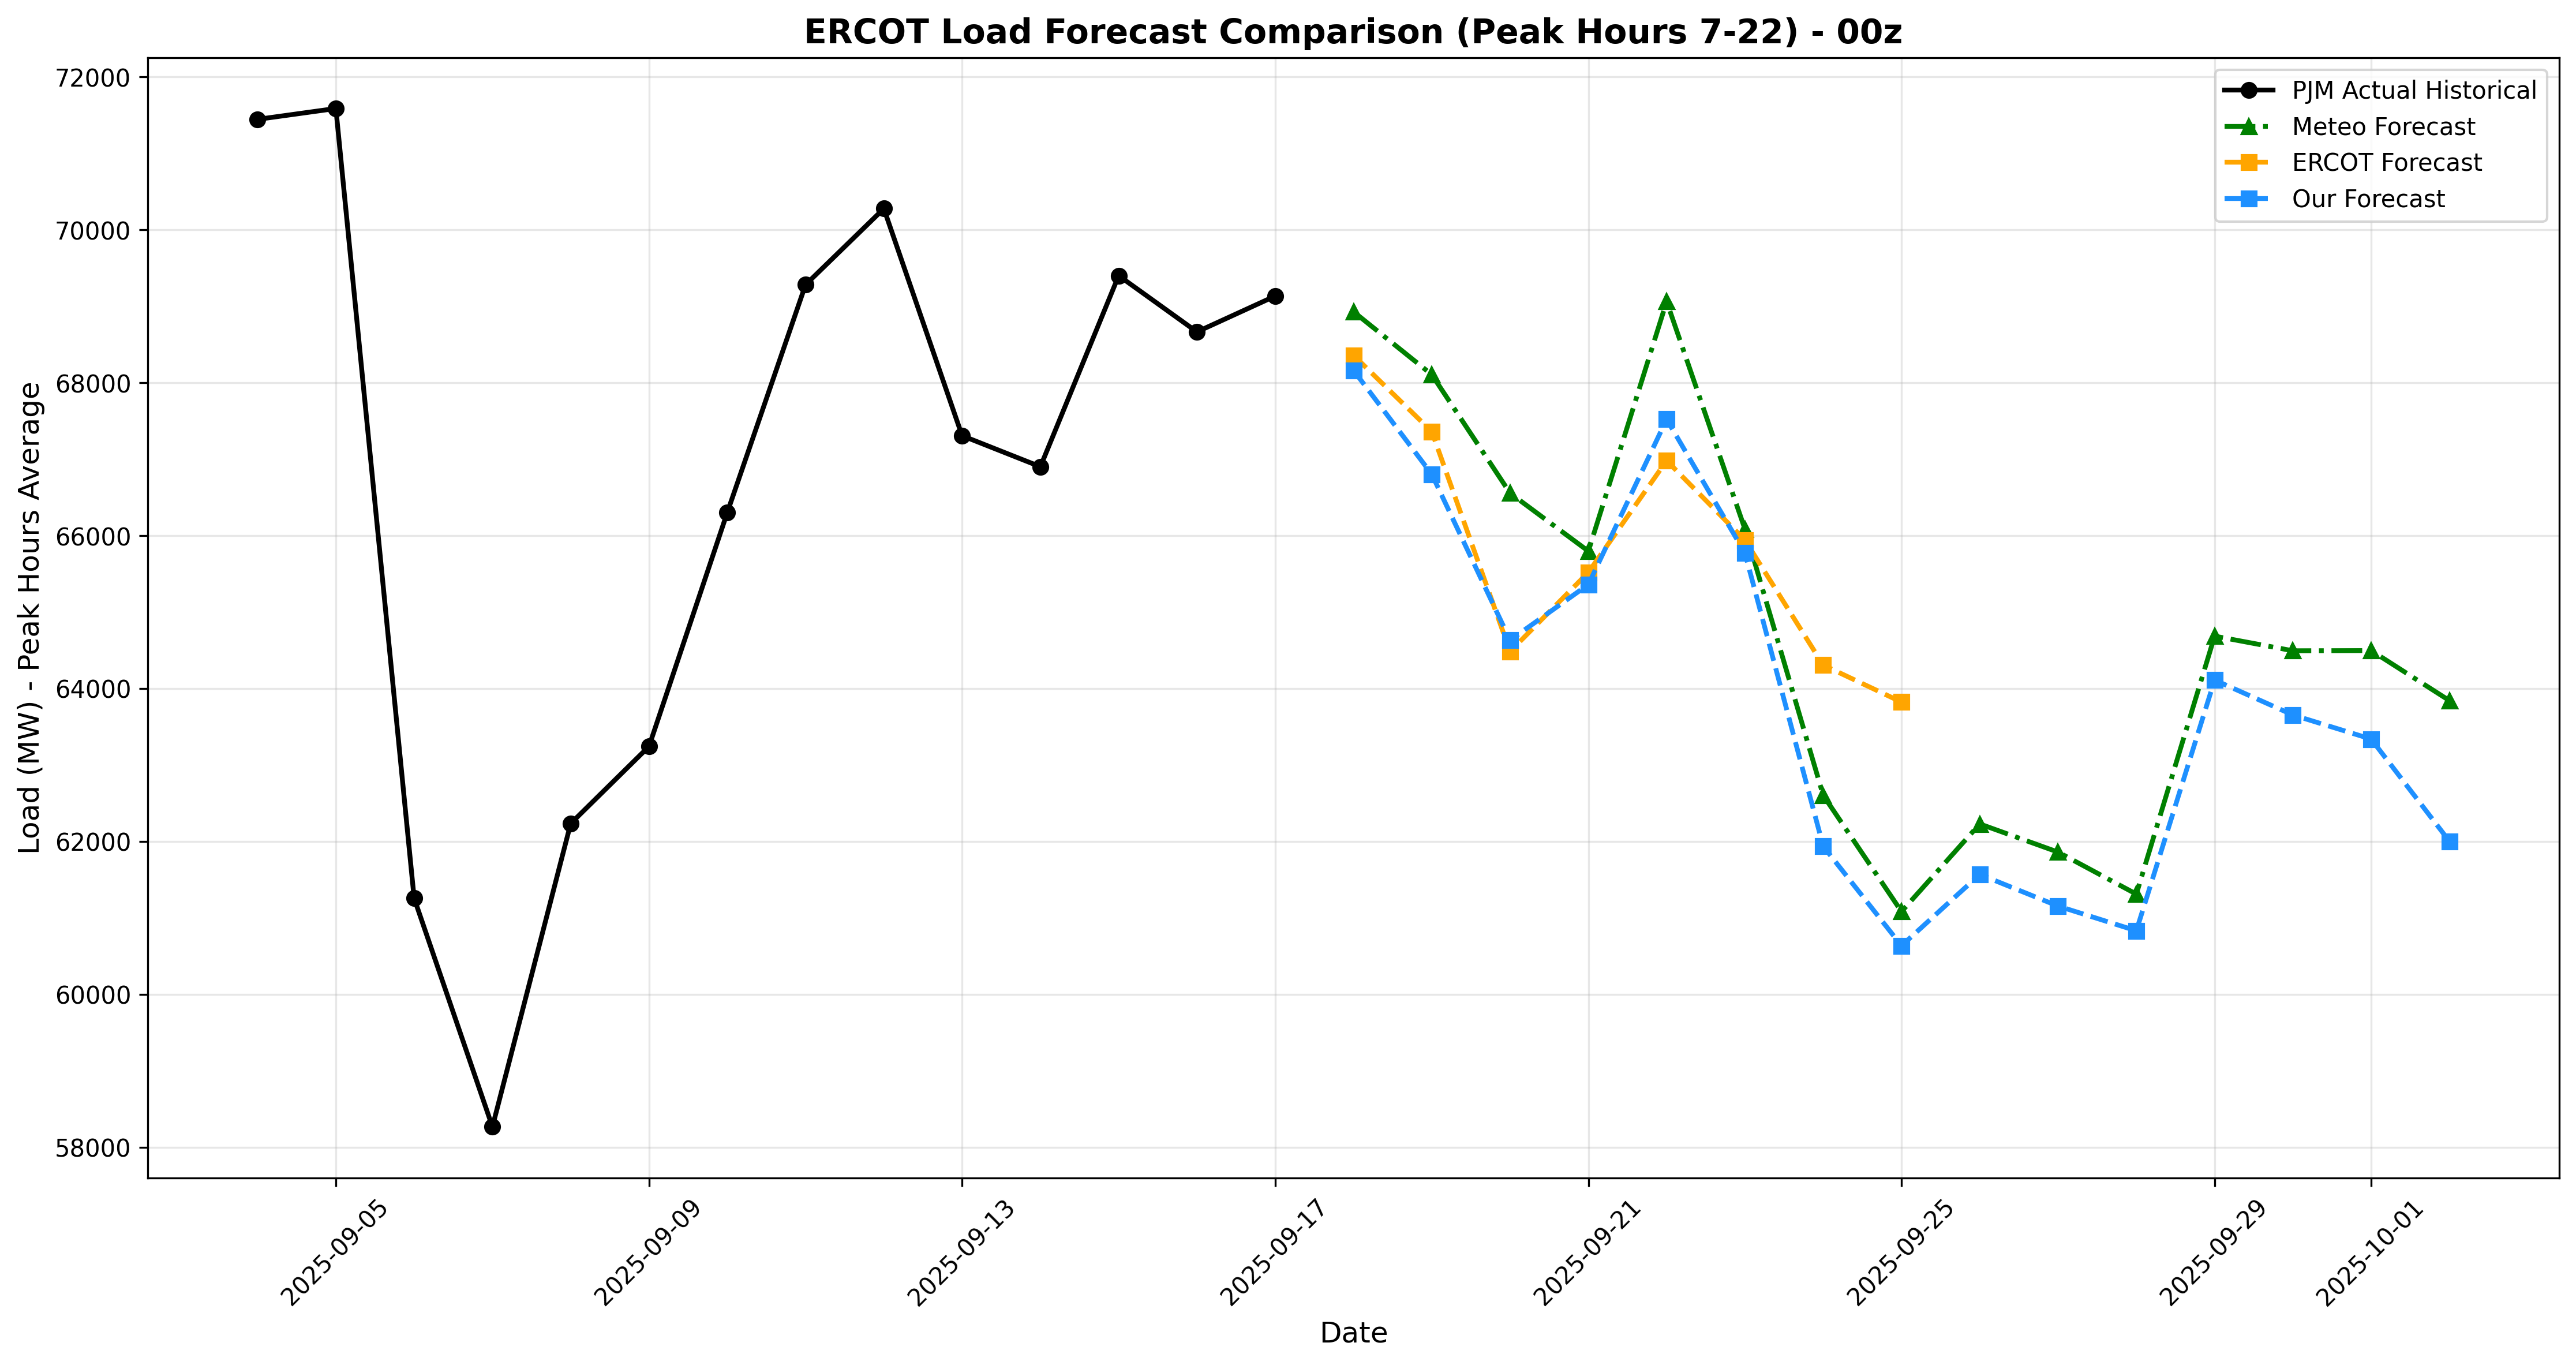 ERCOT Load Forecast Comparison (Peak Hours 7-22) - 00z
Load (MW) - Peak Hours Average
72000
70000
68000
66000
64000
62000
60000
58000
PJM Actual Historical
Meteo Forecast
ERCOT Forecast
Our Forecast
2025-09-05
2025-09-09
2025-09-13
2025-09-17
2025-09-21
2025-09-25
2025-09-29
2025-10-01
Date